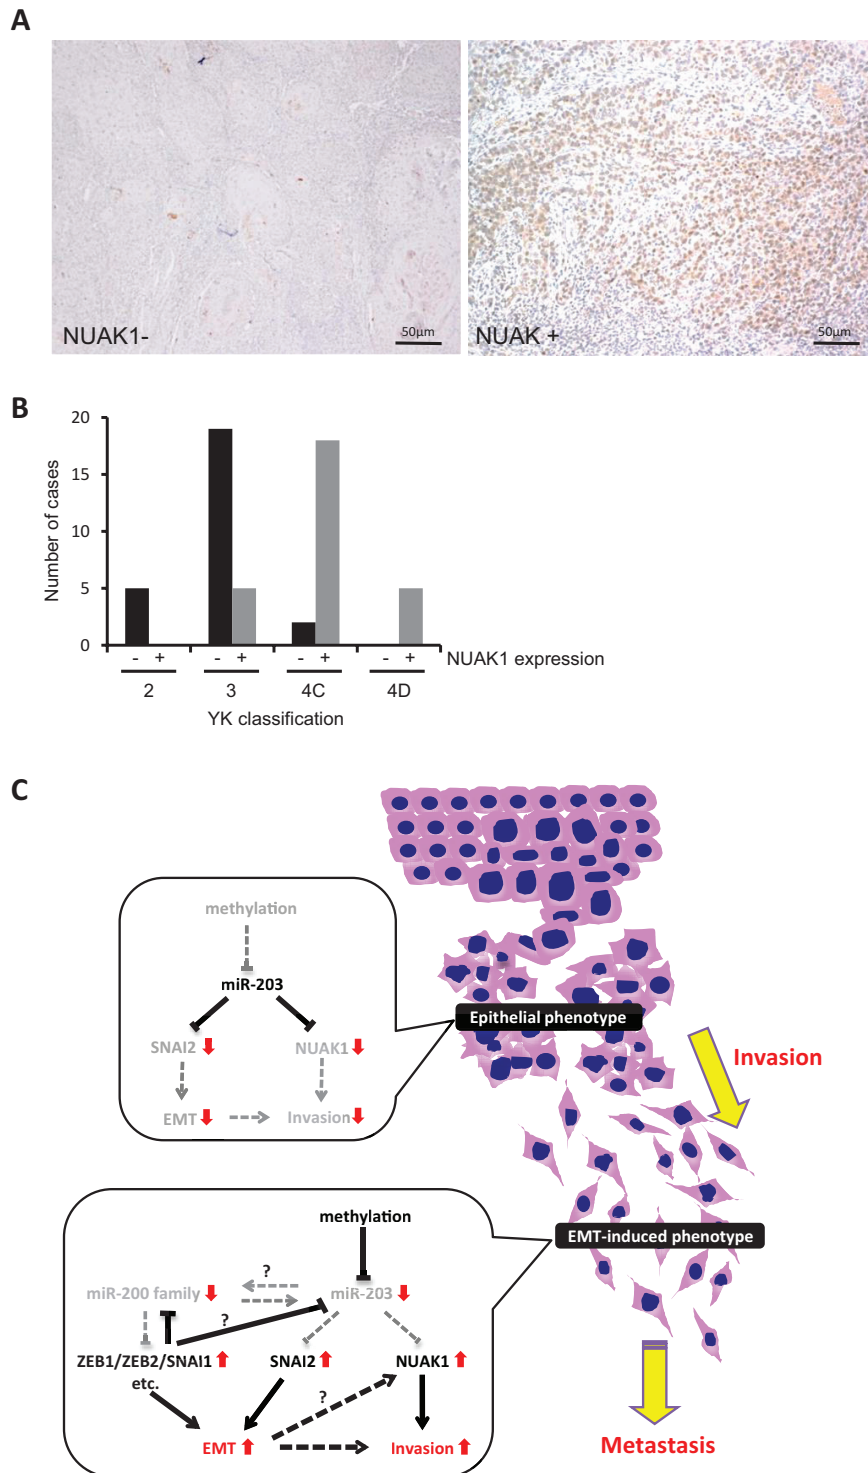 A
NUAK1-
50µm
NUAK +
50µm
B
Number of cases
20
15
10
5
0
- + - + - + - +
NUAK1 expression
2 3 4C 4D
YK classification
C
methylation
miR-203
SNAI2 NUAK1
EMT Invasion
Epithelial phenotype
Invasion
methylation
?
miR-200 family miR-203
?
ZEB1/ZEB2/SNAI1 SNAI2 NUAK1
etc.
?
EMT Invasion
EMT-induced phenotype
Metastasis